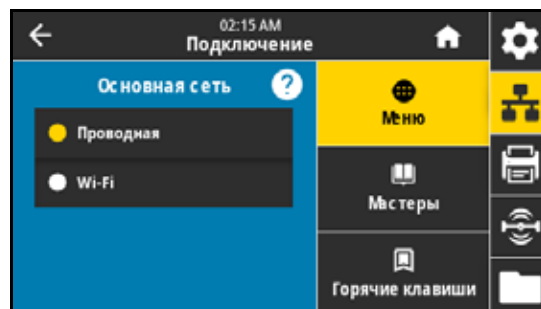 02:15 AM
Подключение
Основная сеть
?
Проводная
Wi-Fi
Меню
Мастеры
Горячие клавиши